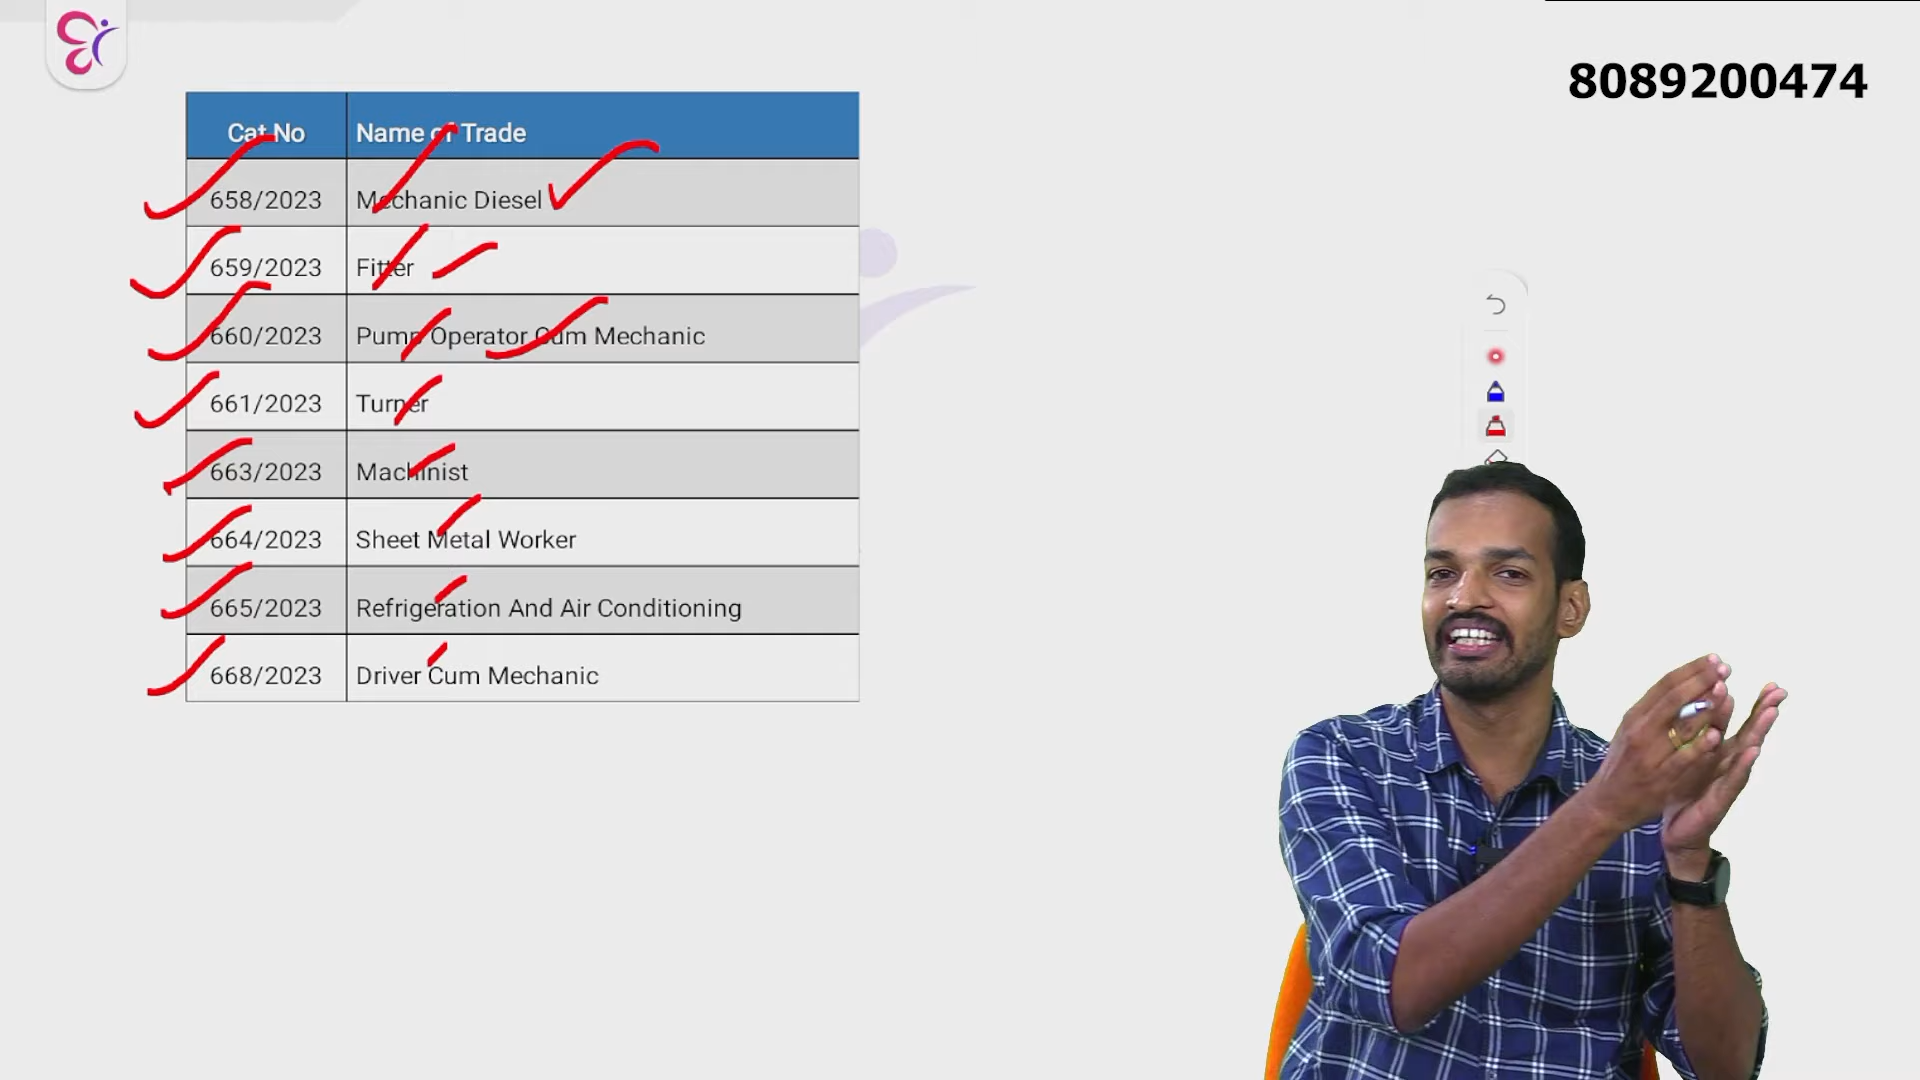 8089200474
Cat No Name of Trade
658/2023 Mechanic Diesel
659/2023 Fitter
660/2023 Pump Operator Cum Mechanic
661/2023 Turner
663/2023 Machinist
664/2023 Sheet Metal Worker
665/2023 Refrigeration And Air Conditioning
668/2023 Driver Cum Mechanic